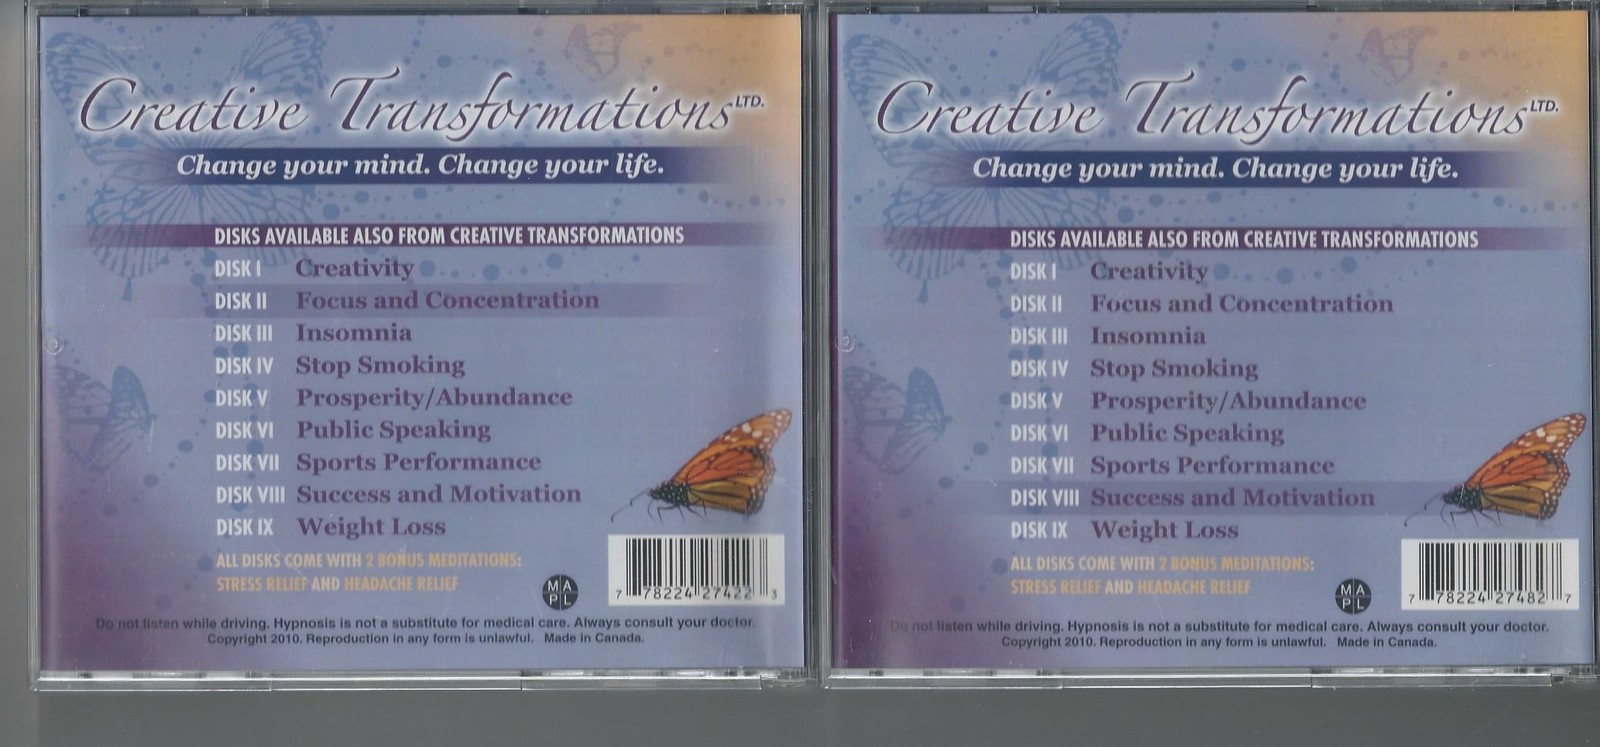 Creative Transformations LTD.
Change your mind. Change your life.
DISKS AVAILABLE ALSO FROM CREATIVE TRANSFORMATIONS
DISK I Creativity
DISK II Focus and Concentration
DISK III Insomnia
DISK IV Stop Smoking
DISK V Prosperity/Abundance
DISK VI Public Speaking
DISK VII Sports Performance
DISK VIII Success and Motivation
DISK IX Weight Loss
ALL DISKS COME WITH 2 BONUS MEDITATIONS:
STRESS RELIEF AND HEADACHE RELIEF
MA
PL
7 78224 27422 3
Do not listen while driving. Hypnosis is not a substitute for medical care. Always consult your doctor.
Copyright 2010. Reproduction in any form is unlawful. Made in Canada.
Creative Transformations LTD.
Change your mind. Change your life.
DISKS AVAILABLE ALSO FROM CREATIVE TRANSFORMATIONS
DISK I Creativity
DISK II Focus and Concentration
DISK III Insomnia
DISK IV Stop Smoking
DISK V Prosperity/Abundance
DISK VI Public Speaking
DISK VII Sports Performance
DISK VIII Success and Motivation
DISK IX Weight Loss
ALL DISKS COME WITH 2 BONUS MEDITATIONS:
STRESS RELIEF AND HEADACHE RELIEF
MA
PL
7 78224 27482 7
Do not listen while driving. Hypnosis is not a substitute for medical care. Always consult your doctor.
Copyright 2010. Reproduction in any form is unlawful. Made in Canada.